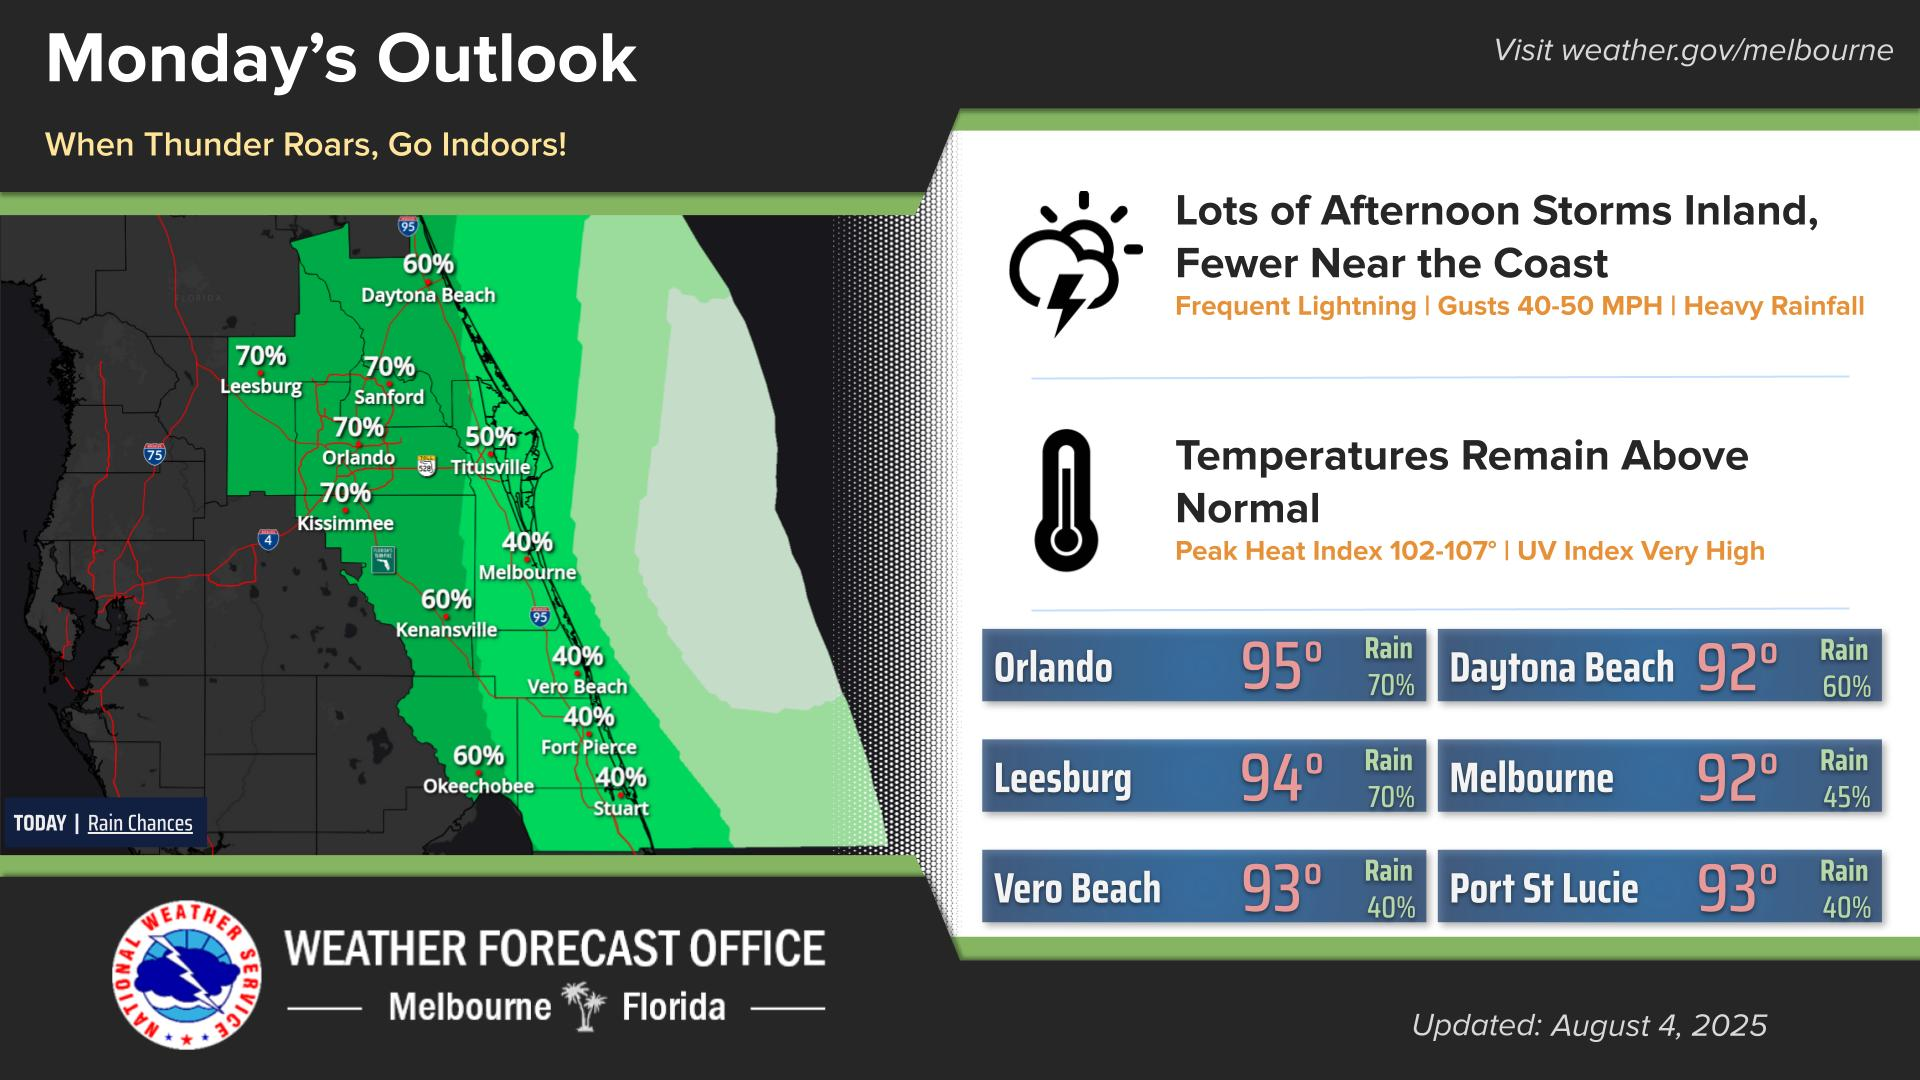 Monday’s Outlook
Visit weather.gov/melbourne
When Thunder Roars, Go Indoors!
95
60%
Daytona Beach
FLORIDA
70%
Leesburg
70%
Sanford
70%
Orlando
50%
Titusville
75
TOLL
528
70%
Kissimmee
4
40%
Melbourne
60%
Kenansville
95
40%
Vero Beach
40%
Fort Pierce
60%
Okeechobee
40%
Stuart
TODAY | Rain Chances
Lots of Afternoon Storms Inland,
Fewer Near the Coast
Frequent Lightning | Gusts 40-50 MPH | Heavy Rainfall
Temperatures Remain Above
Normal
Peak Heat Index 102-107° | UV Index Very High
Orlando 95° Rain 70%
Daytona Beach 92° Rain 60%
Leesburg 94° Rain 70%
Melbourne 92° Rain 45%
Vero Beach 93° Rain 40%
Port St Lucie 93° Rain 40%
NATIONAL WEATHER SERVICE
WEATHER FORECAST OFFICE
Melbourne Florida
Updated: August 4, 2025